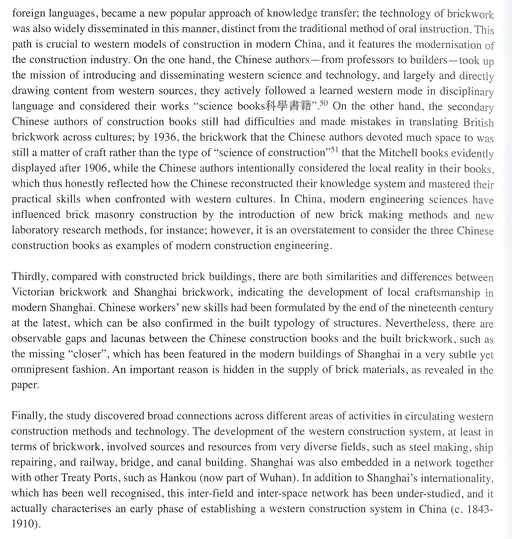 foreign languages, became a new popular approach of knowledge transfer; the technology of brickwork
was also widely disseminated in this manner, distinct from the traditional method of oral instruction. This
path is crucial to western models of construction in modern China, and it features the modernisation of
the construction industry. On the one hand, the Chinese authors—from professors to builders—took up
the mission of introducing and disseminating western science and technology, and largely and directly
drawing content from western sources, they actively followed a learned western mode in disciplinary
language and considered their works “science books科學書籍”.50 On the other hand, the secondary
Chinese authors of construction books still had difficulties and made mistakes in translating British
brickwork across cultures; by 1936, the brickwork that the Chinese authors devoted much space to was
still a matter of craft rather than the type of “science of construction”51 that the Mitchell books evidently
displayed after 1906, while the Chinese authors intentionally considered the local reality in their books,
which thus honestly reflected how the Chinese reconstructed their knowledge system and mastered their
practical skills when confronted with western cultures. In China, modern engineering sciences have
influenced brick masonry construction by the introduction of new brick making methods and new
laboratory research methods, for instance; however, it is an overstatement to consider the three Chinese
construction books as examples of modern construction engineering.
Thirdly, compared with constructed brick buildings, there are both similarities and differences between
Victorian brickwork and Shanghai brickwork, indicating the development of local craftsmanship in
modern Shanghai. Chinese workers’ new skills had been formulated by the end of the nineteenth century
at the latest, which can be also confirmed in the built typology of structures. Nevertheless, there are
observable gaps and lacunas between the Chinese construction books and the built brickwork, such as
the missing “closer”, which has been featured in the modern buildings of Shanghai in a very subtle yet
omnipresent fashion. An important reason is hidden in the supply of brick materials, as revealed in the
paper.
Finally, the study discovered broad connections across different areas of activities in circulating western
construction methods and technology. The development of the western construction system, at least in
terms of brickwork, involved sources and resources from very diverse fields, such as steel making, ship
repairing, and railway, bridge, and canal building. Shanghai was also embedded in a network together
with other Treaty Ports, such as Hankou (now part of Wuhan). In addition to Shanghai’s internationality,
which has been well recognised, this inter-field and inter-space network has been under-studied, and it
actually characterises an early phase of establishing a western construction system in China (c. 1843-
1910).